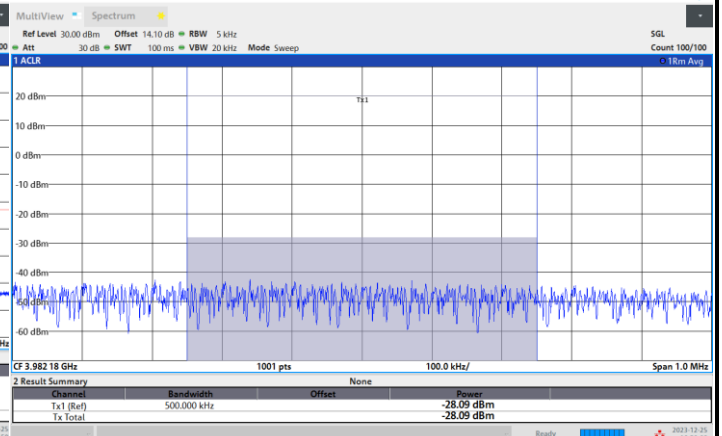 MultiView Spectrum
Ref Level 30.00 dBm Offset 14.10 dB RBW 5 kHz SGL
Att 30 dB SWT 100 ms VBW 20 kHz Mode Sweep Count 100/100
1 ACLR 1Rm Avg
Tx1
20 dBm
10 dBm
0 dBm
-10 dBm
-20 dBm
-30 dBm
-40 dBm
-50 dBm
-60 dBm
CF 3.982 18 GHz 1001 pts 100.0 kHz/ Span 1.0 MHz
2 Result Summary None
Channel Bandwidth Offset Power
Tx1 (Ref) 500.000 kHz -28.09 dBm
Tx Total -28.09 dBm
Ready 2023-12-25